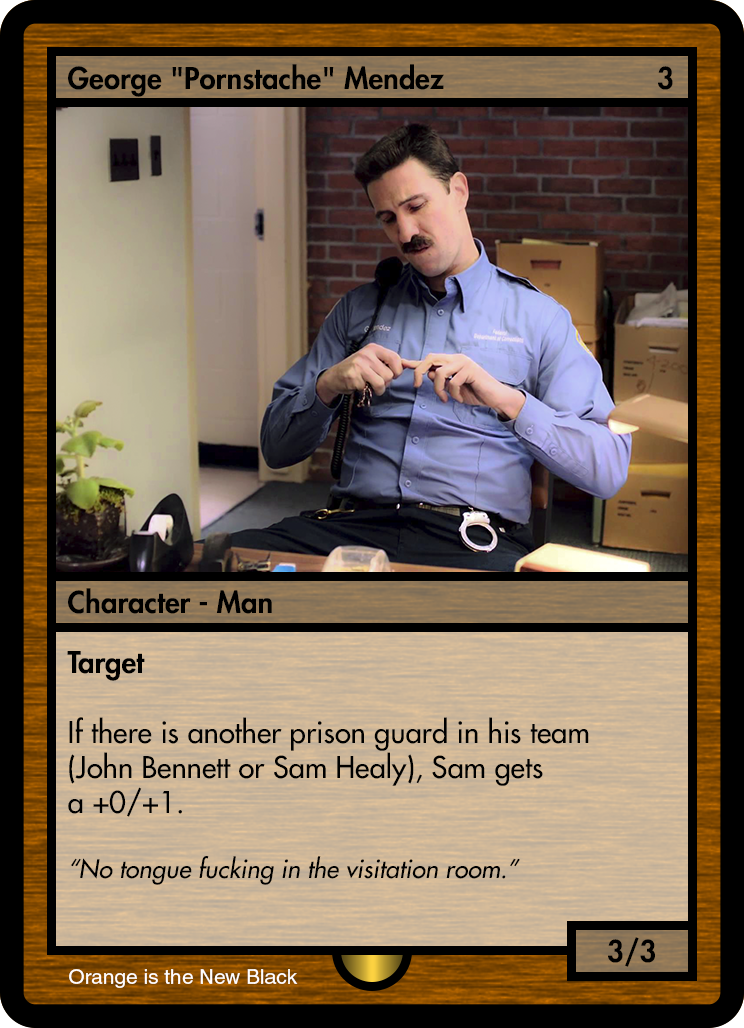 George "Pornstache" Mendez 3
Character - Man
Target
If there is another prison guard in his team
(John Bennett or Sam Healy), Sam gets
a +0/+1.
“No tongue fucking in the visitation room.”
3/3
Orange is the New Black